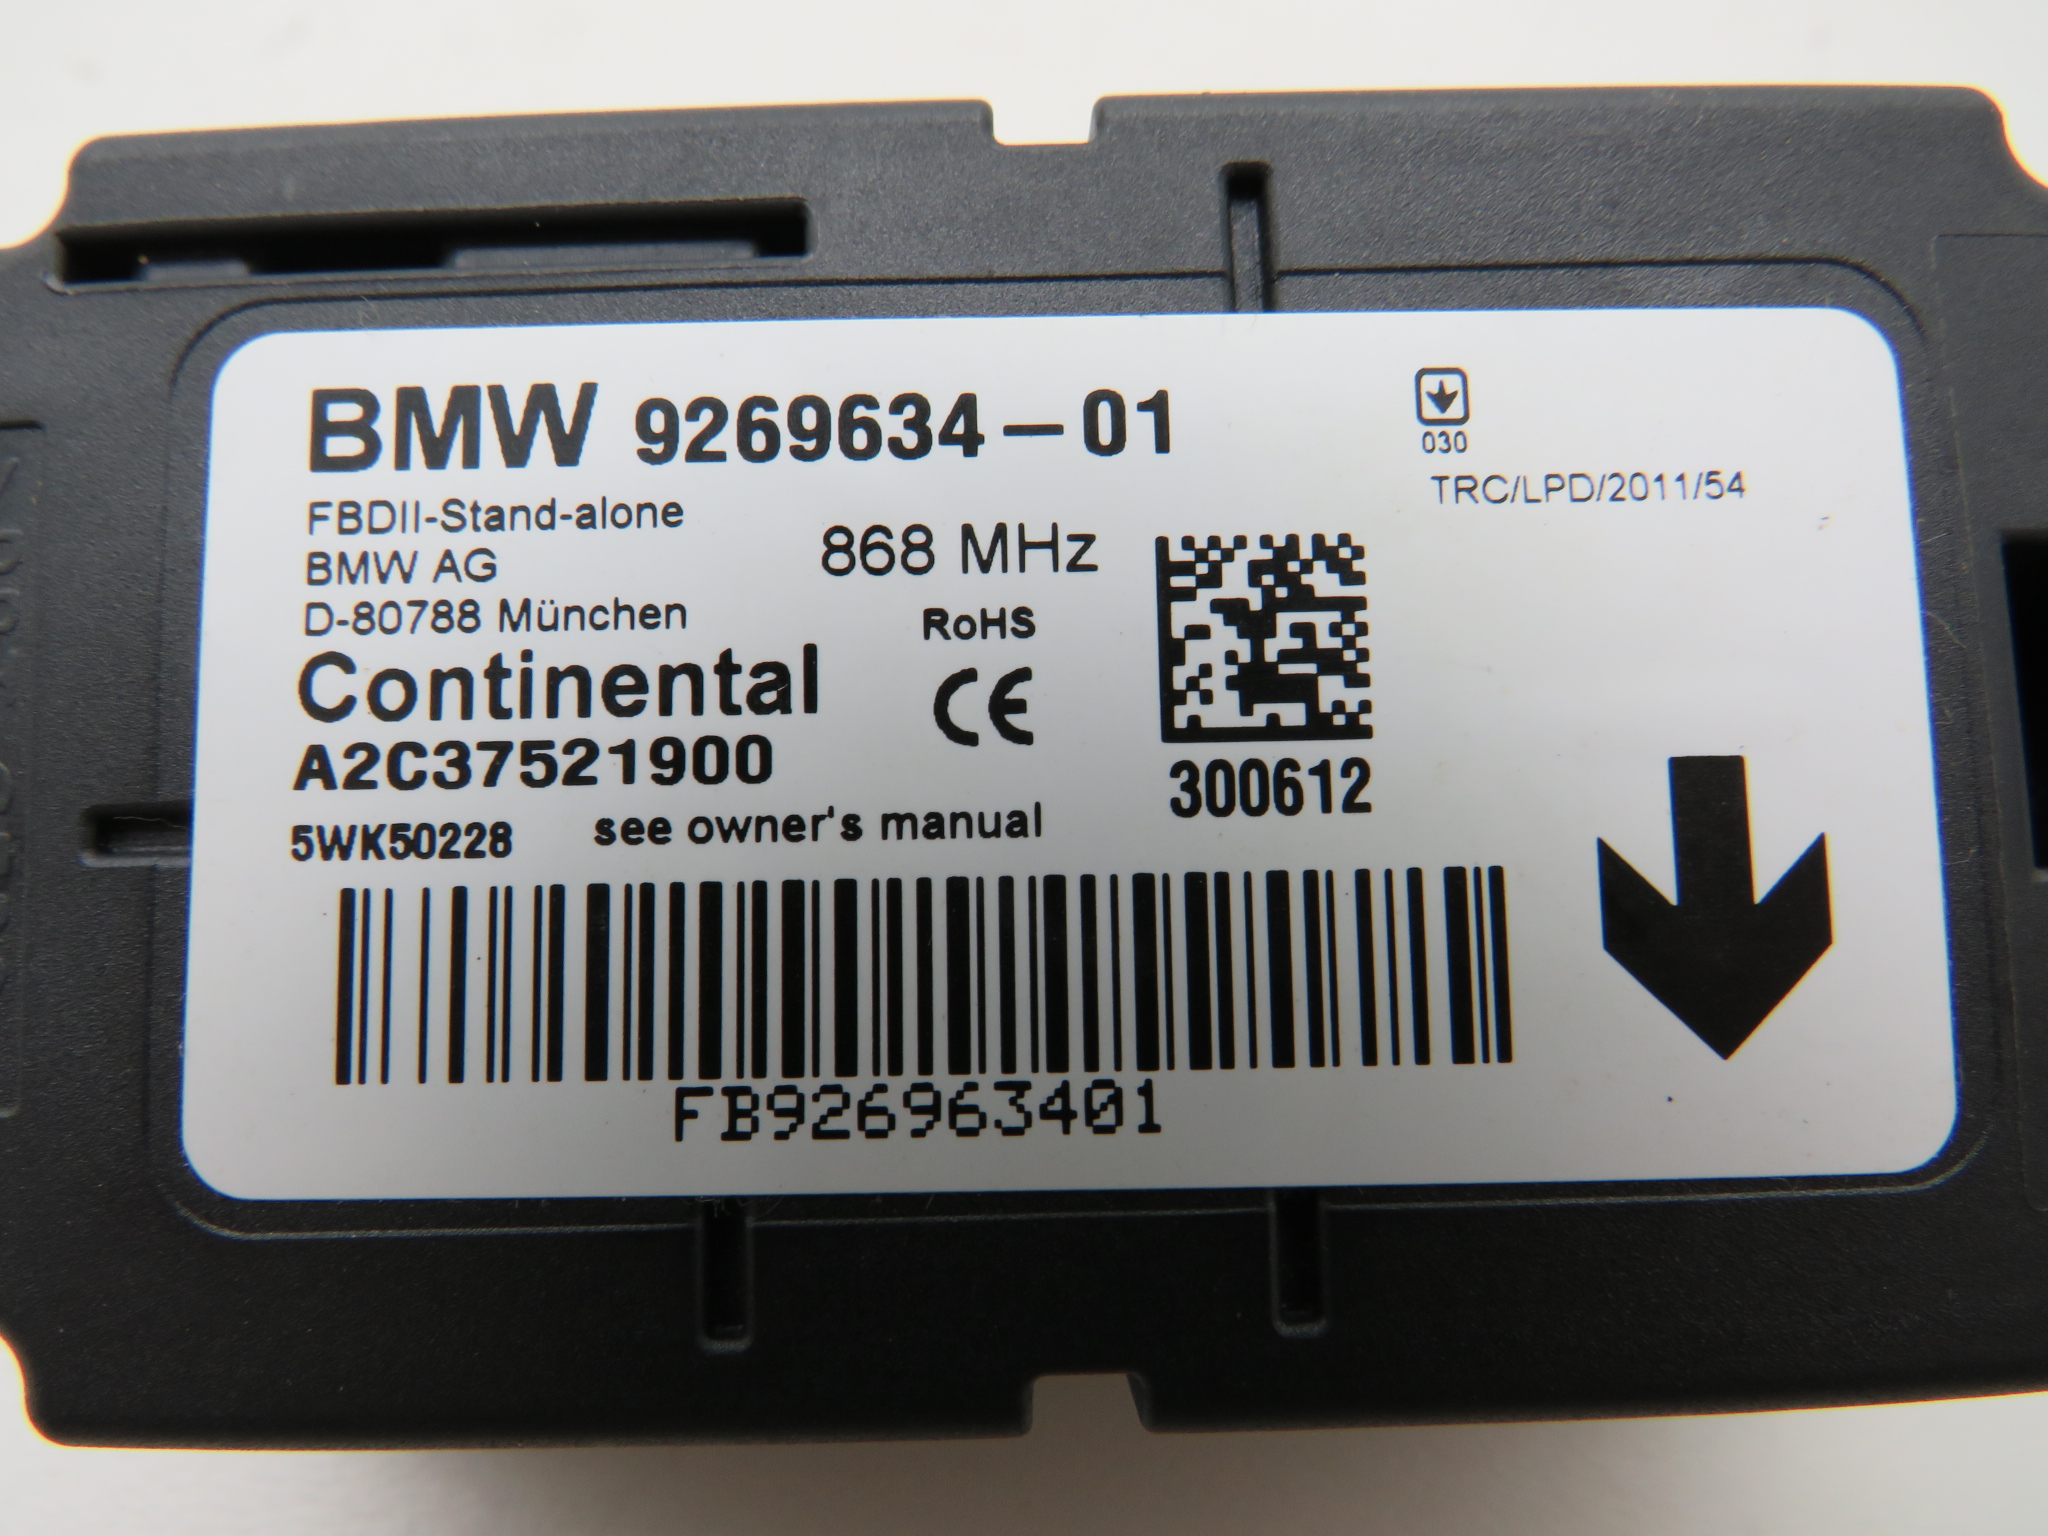 BMW 9269634-01
030
TRC/LPD/2011/54
FBDII-Stand-alone
BMW AG
868 MHz
D-80788 München
RoHS
Continental
CE
A2C37521900
300612
5WK50228
see owner's manual
FB926963401